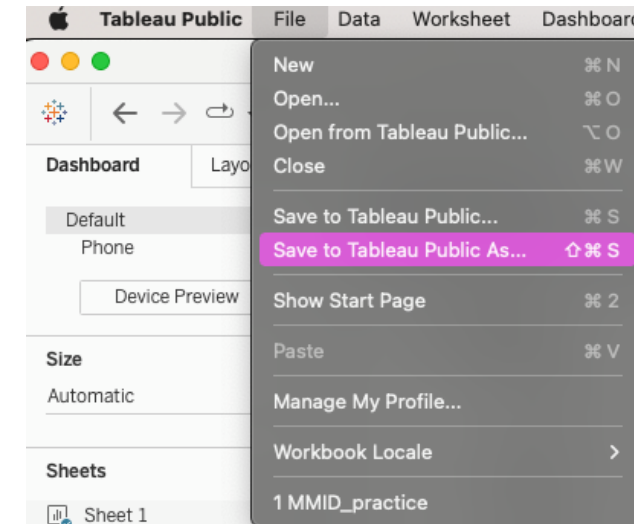 Tableau Public File Data Worksheet Dashboard
New ⌘ N
Open... ⌘ O
Open from Tableau Public... ⌥ O
Dashboard Layo
Close ⌘ W
Default
Save to Tableau Public... ⌘ S
Phone
Save to Tableau Public As... ⇧ ⌘ S
Device Preview
Show Start Page ⌘ 2
Size
Paste ⌘ V
Automatic
Manage My Profile...
Workbook Locale >
Sheets
1 MMID_practice
Sheet 1